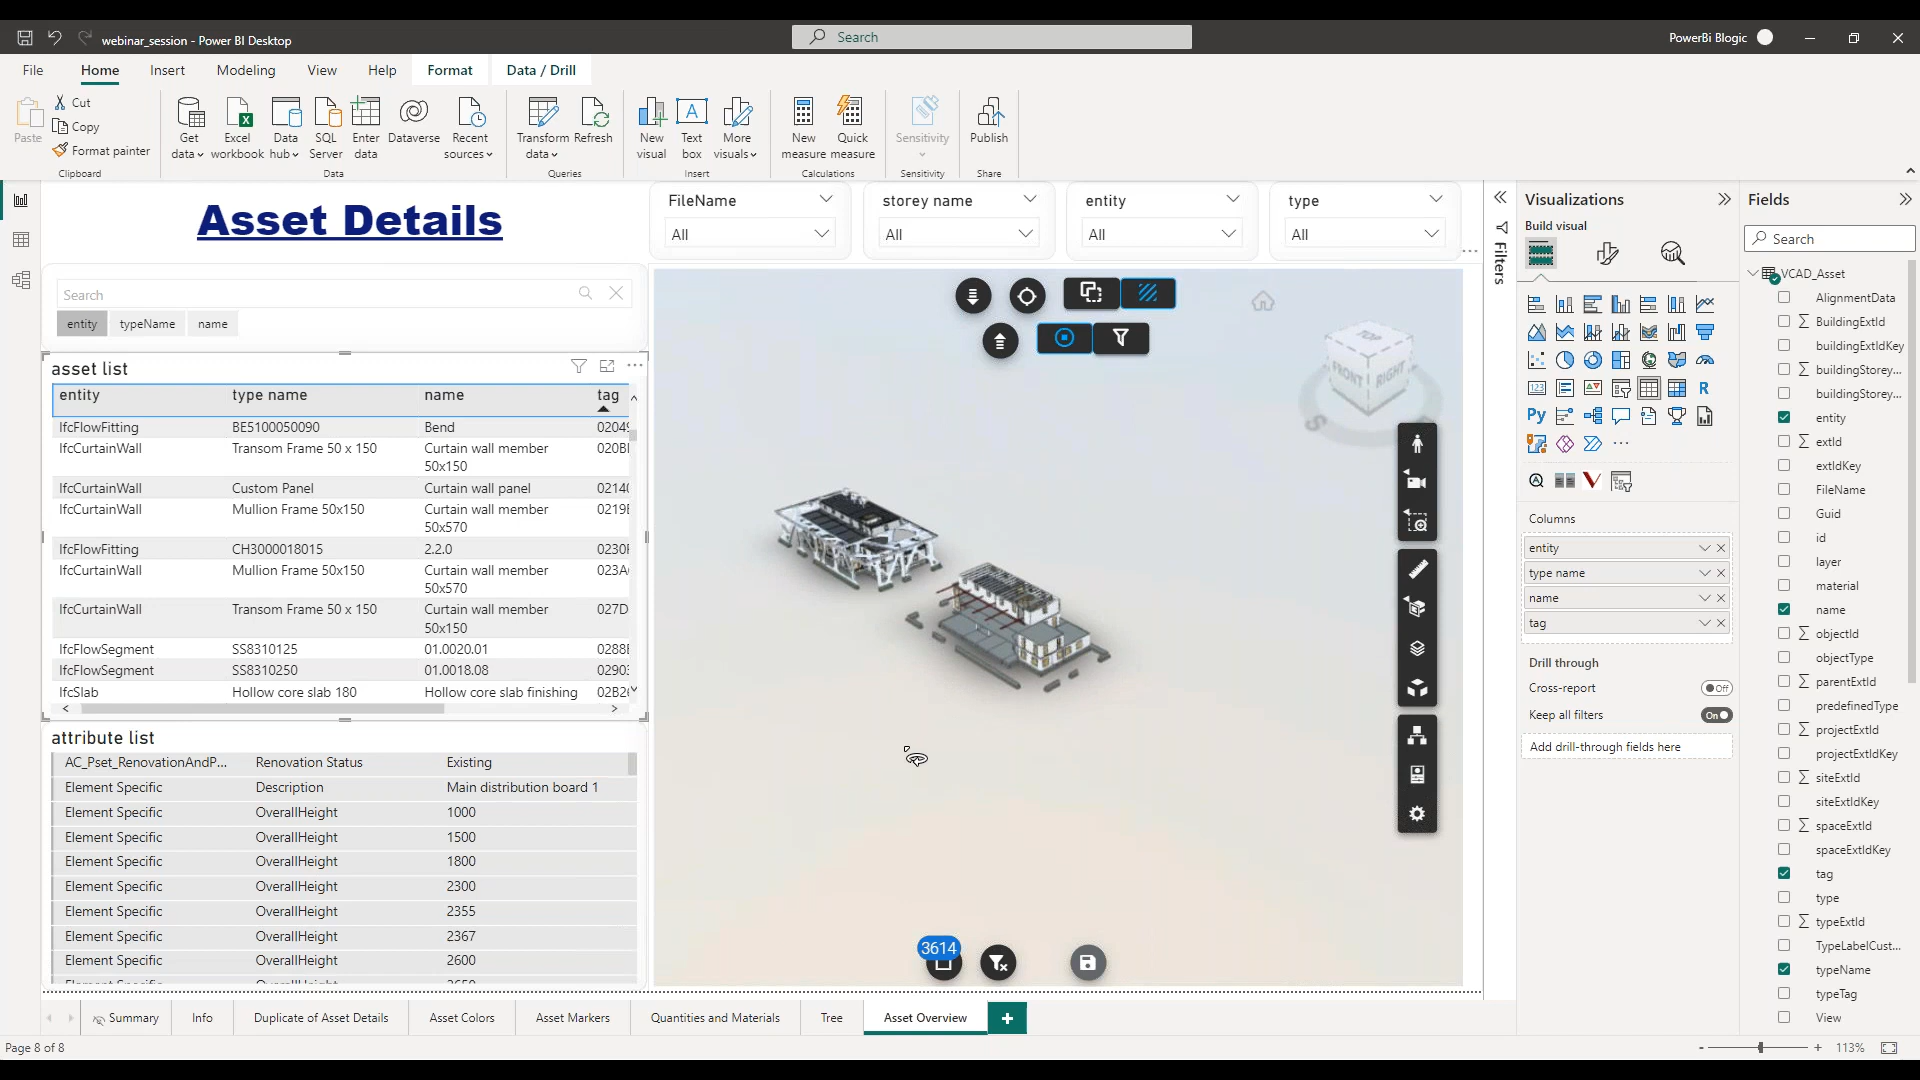 webinar_session - Power BI Desktop
Search
PowerBi Blogic
File
Home
Insert
Modeling
View
Help
Format
Data / Drill
Paste
Cut
Copy
Format painter
Clipboard
Get data
Excel workbook
Data hub
SQL Server
Enter data
Dataverse
Recent sources
Data
Transform data
Refresh
Queries
New visual
Text box
More visuals
Insert
New measure
Quick measure
Calculations
Sensitivity
Sensitivity
Publish
Share
Asset Details
FileName
All
storey name
All
entity
All
type
All
Search
entity
typeName
name
asset list
entity type name name tag
IfcFlowFitting BE5100050090 Bend 02049
IfcCurtainWall Transom Frame 50 x 150 Curtain wall member 50x150
IfcCurtainWall Custom Panel Curtain wall panel
IfcCurtainWall Mullion Frame 50x150 Curtain wall member 50x570
IfcFlowFitting CH3000018015 2.2.0
IfcCurtainWall Mullion Frame 50x150 Curtain wall member 50x570
IfcCurtainWall Transom Frame 50 x 150 Curtain wall member 50x150 027D
IfcFlowSegment SS8310125 01.0020.01
IfcFlowSegment SS8310250 01.0018.08
IfcSlab Hollow core slab 180 Hollow core slab finishing
attribute list
AC_Pset_RenovationAndP... Renovation Status Existing
Element Specific Description Main distribution board 1
Element Specific OverallHeight 1000
Element Specific OverallHeight 1500
Element Specific OverallHeight 1800
Element Specific OverallHeight 2300
Element Specific OverallHeight 2355
Element Specific OverallHeight 2367
Element Specific OverallHeight 2600
TOP
FRONT
RIGHT
S
3614
Filters
Visualizations
Build visual
123
R
Py
Columns
entity
type name
name
tag
Drill through
Cross-report
Off
Keep all filters
On
Add drill-through fields here
Fields
Search
VCAD_Asset
AlignmentData
BuildingExtId
buildingExtIdKey
buildingStorey...
buildingStorey...
entity
extId
extIdKey
FileName
Guid
id
layer
material
name
objectId
objectType
parentExtId
predefinedType
projectExtId
projectExtIdKey
siteExtId
siteExtIdKey
spaceExtId
spaceExtIdKey
tag
type
typeExtId
TypeLabelCust...
typeName
typeTag
View
Summary
Info
Duplicate of Asset Details
Asset Colors
Asset Markers
Quantities and Materials
Tree
Asset Overview
Page 8 of 8
113%